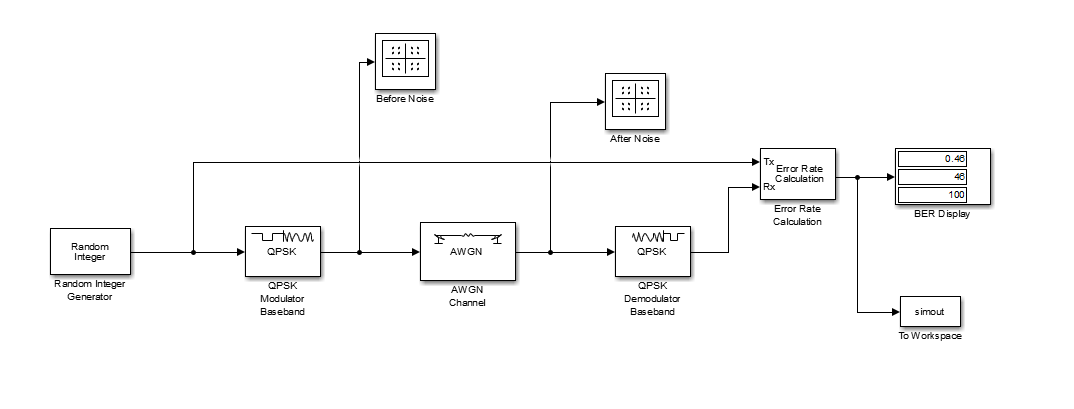 Before Noise
After Noise
Tx
Error Rate
Calculation
Rx
Error Rate
Calculation
0.46
46
100
BER Display
Random
Integer
Random Integer
Generator
QPSK
QPSK
Modulator
Baseband
AWGN
AWGN
Channel
QPSK
QPSK
Demodulator
Baseband
simout
To Workspace